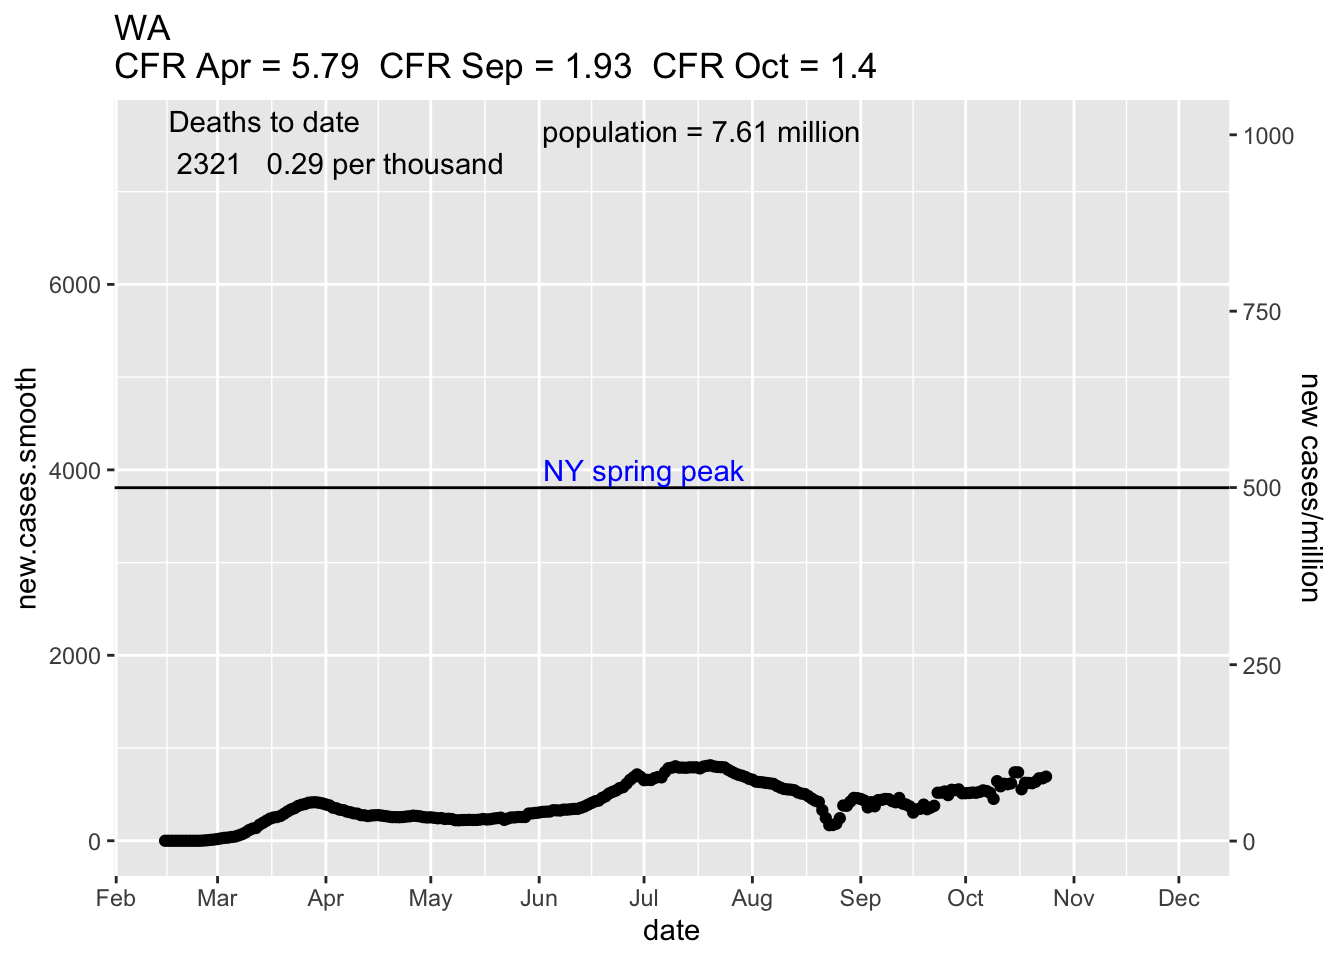 WA
CFR Apr = 5.79  CFR Sep = 1.93  CFR Oct = 1.4
Deaths to date
2321   0.29 per thousand
population = 7.61 million
NY spring peak
new.cases.smooth
6000
4000
2000
0
1000
750
500
250
0
new cases/million
Feb Mar Apr May Jun Jul Aug Sep Oct Nov Dec
date